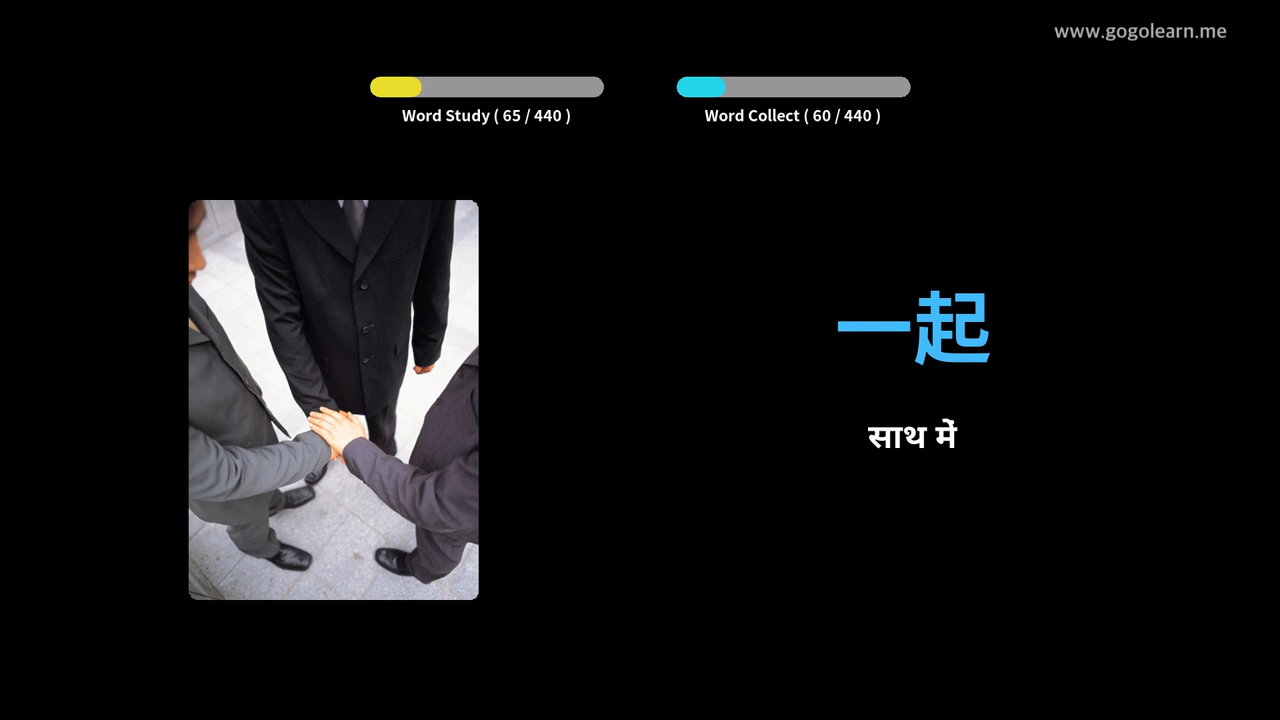 www.gogolearn.me
Word Study ( 65 / 440 )
Word Collect ( 60 / 440 )
一起
साथ में